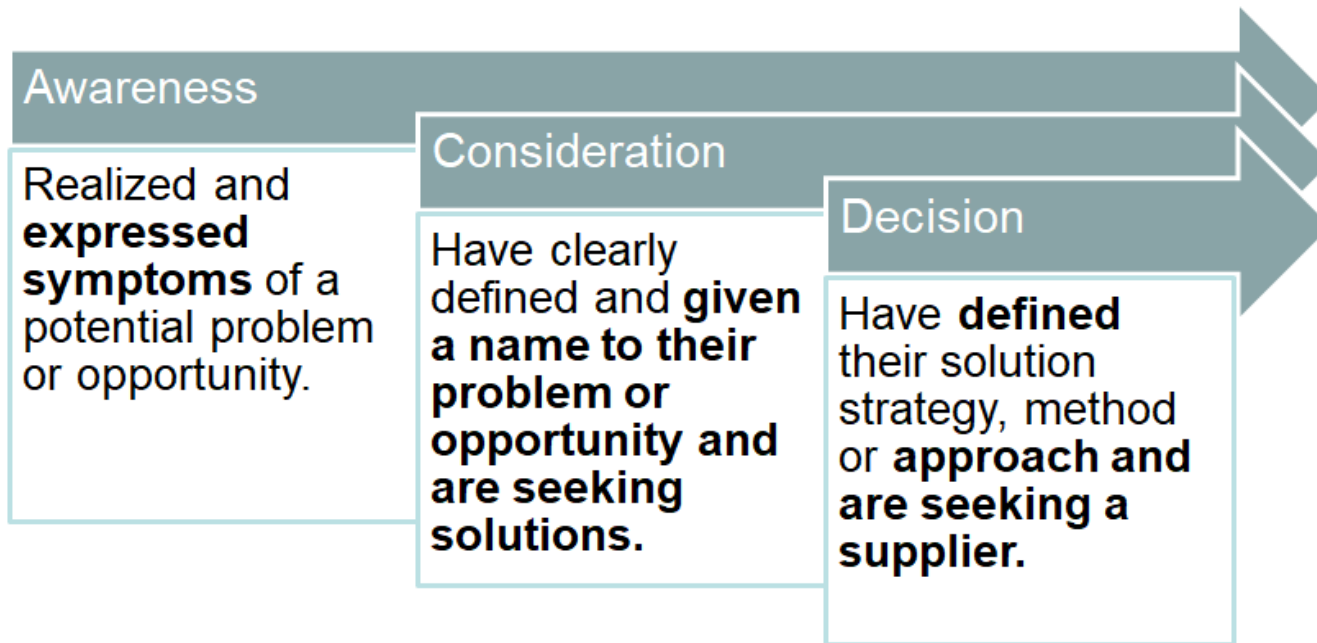 Awareness
Realized and
expressed
symptoms of a
potential problem
or opportunity.
Consideration
Have clearly
defined and given
a name to their
problem or
opportunity and
are seeking
solutions.
Decision
Have defined
their solution
strategy, method
or approach and
are seeking a
supplier.